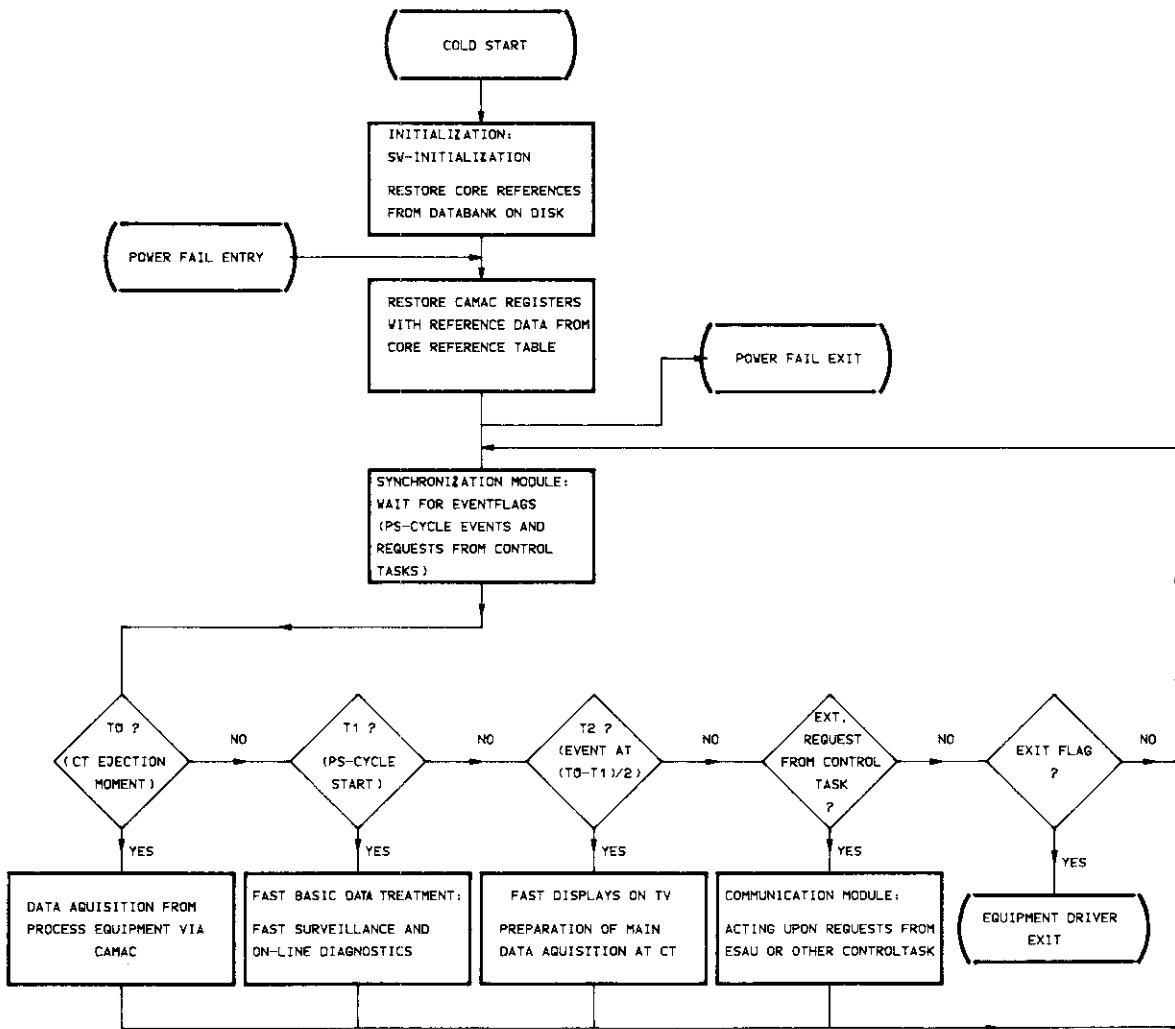 COLD START
INITIALIZATION:
SW-INITIALIZATION
RESTORE CORE REFERENCES
FROM DATABANK ON DISK
POWER FAIL ENTRY
RESTORE CAMAC REGISTERS
WITH REFERENCE DATA FROM
CORE REFERENCE TABLE
POWER FAIL EXIT
SYNCHRONIZATION MODULE:
WAIT FOR EVENTFLAGS
(PS-CYCLE EVENTS AND
REQUESTS FROM CONTROL
TASKS)
T0 ?
(CT EJECTION
MOMENT)
NO
YES
T1 ?
(PS-CYCLE
START)
NO
YES
T2 ?
(EVENT AT
(T0-T1)/2)
NO
YES
EXT.
REQUEST
FROM CONTROL
TASK
?
NO
YES
EXIT FLAG
?
NO
YES
DATA AQUISITION FROM
PROCESS EQUIPMENT VIA
CAMAC
FAST BASIC DATA TREATMENT:
FAST SURVEILLANCE AND
ON-LINE DIAGNOSTICS
FAST DISPLAYS ON TV
PREPARATION OF MAIN
DATA AQUISITION AT CT
COMMUNICATION MODULE:
ACTING UPON REQUESTS FROM
ESAU OR OTHER CONTROLTASK
EQUIPMENT DRIVER
EXIT